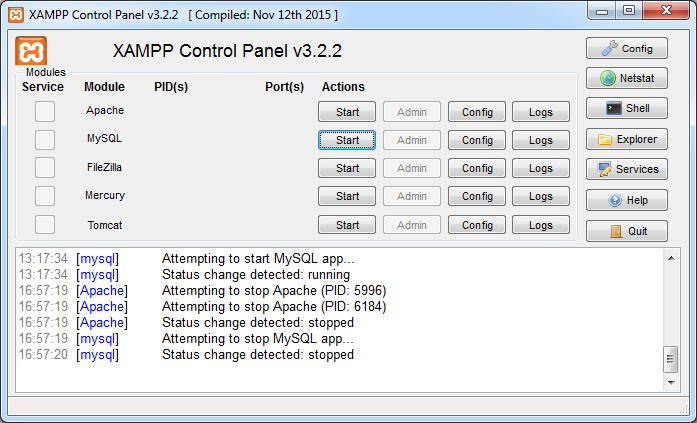 XAMPP Control Panel v3.2.2 [ Compiled: Nov 12th 2015 ]
XAMPP Control Panel v3.2.2
Config
Modules
Service Module PID(s) Port(s) Actions
Netstat
Apache Start Admin Config Logs
Shell
MySQL Start Admin Config Logs
Explorer
FileZilla Start Admin Config Logs
Services
Mercury Start Admin Config Logs
Help
Tomcat Start Admin Config Logs
Quit
13:17:34 [mysql] Attempting to start MySQL app...
13:17:34 [mysql] Status change detected: running
16:57:19 [Apache] Attempting to stop Apache (PID: 5996)
16:57:19 [Apache] Attempting to stop Apache (PID: 6184)
16:57:19 [Apache] Status change detected: stopped
16:57:19 [mysql] Attempting to stop MySQL app...
16:57:20 [mysql] Status change detected: stopped